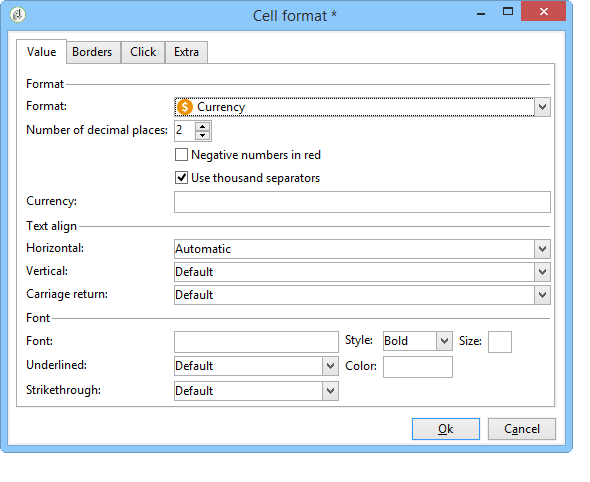 Cell format *
Value Borders Click Extra
Format
Format: $ Currency
Number of decimal places: 2
Negative numbers in red
Use thousand separators
Currency:
Text align
Horizontal: Automatic
Vertical: Default
Carriage return: Default
Font
Font: Style: Bold Size:
Underlined: Default Color:
Strikethrough: Default
Ok Cancel